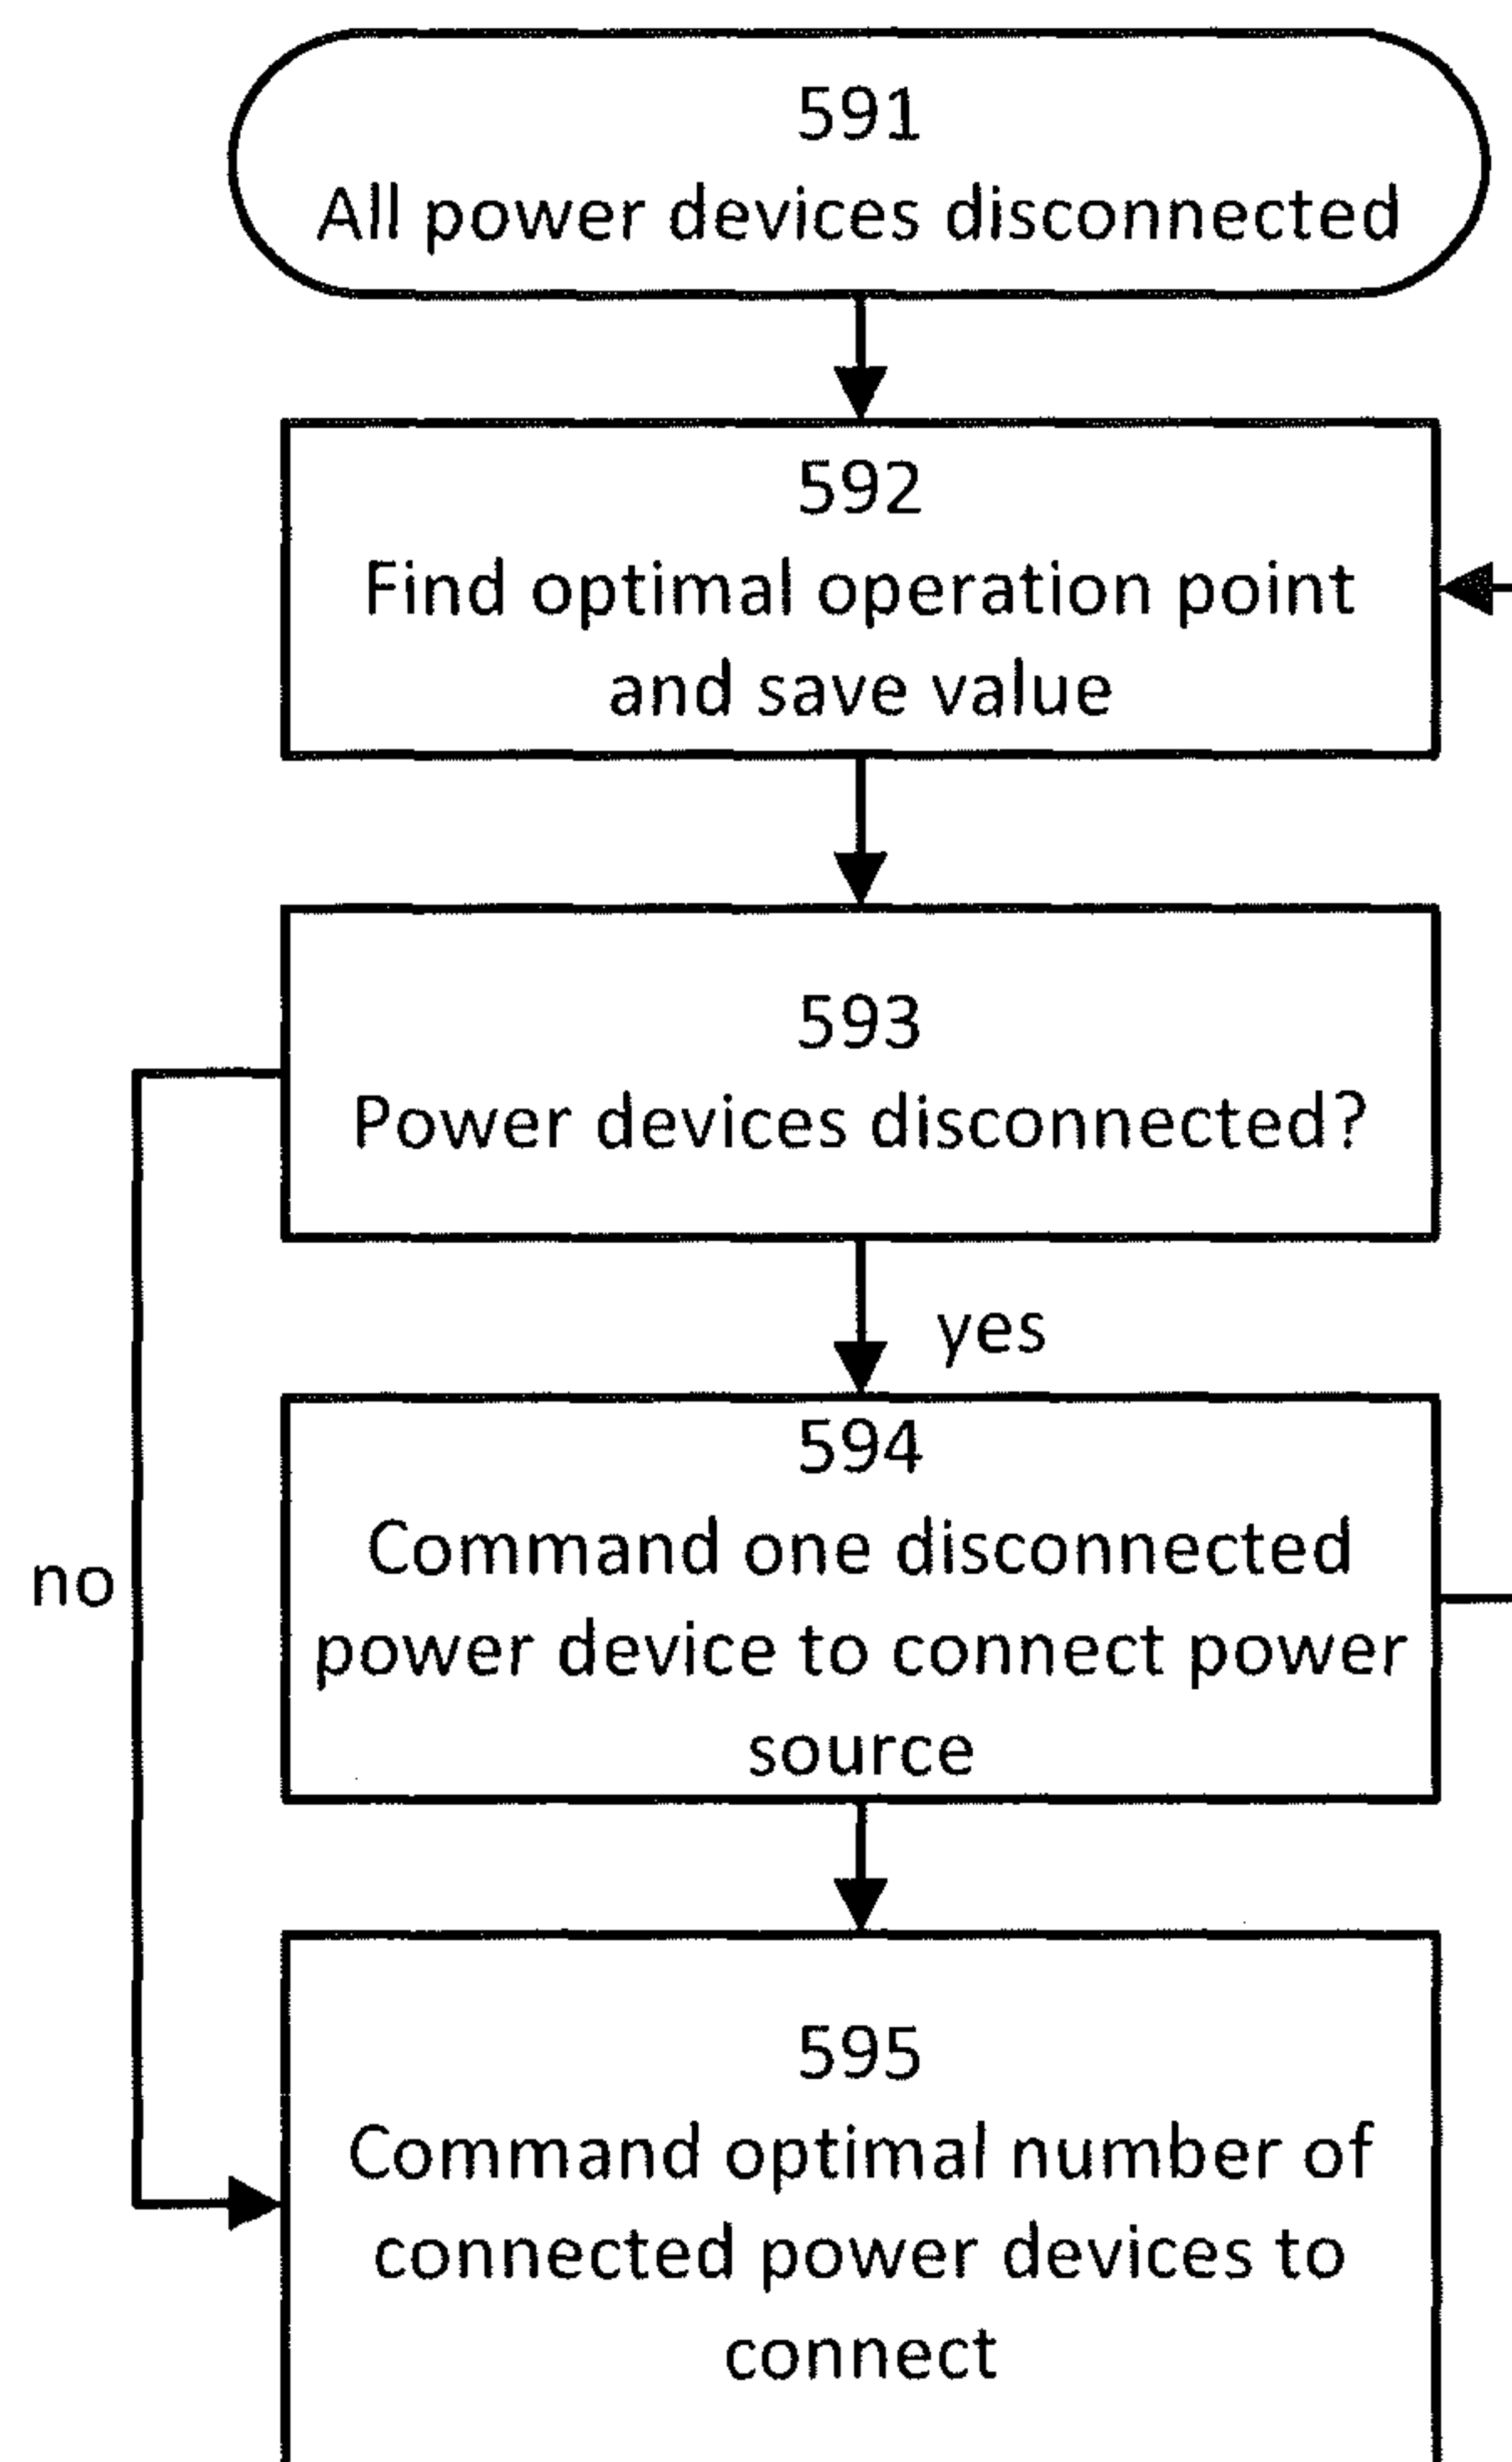 591
All power devices disconnected
592
Find optimal operation point
and save value
593
Power devices disconnected?
yes
594
Command one disconnected
power device to connect power
source
no
595
Command optimal number of
connected power devices to
connect